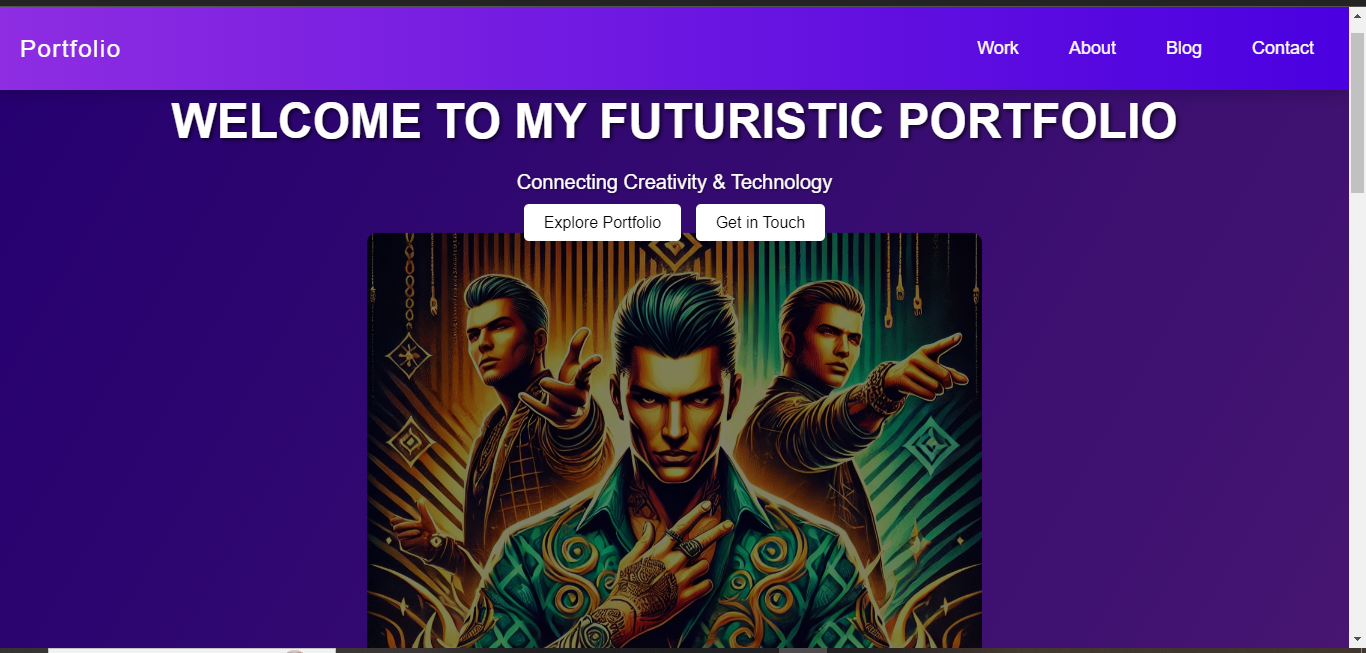 Portfolio
Work About Blog Contact
WELCOME TO MY FUTURISTIC PORTFOLIO
Connecting Creativity & Technology
Explore Portfolio Get in Touch